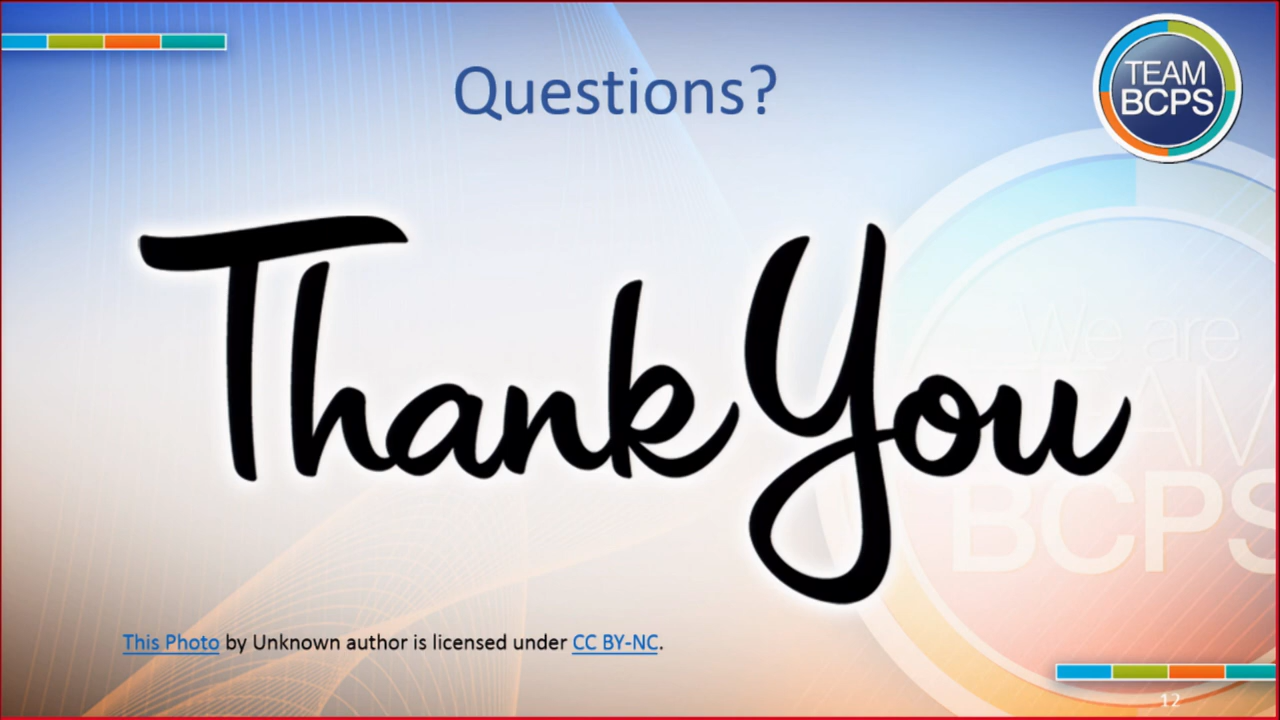 Questions?
TEAM
BCPS
Thank You
We are
TEAM
BCPS
This Photo by Unknown author is licensed under CC BY-NC.
12